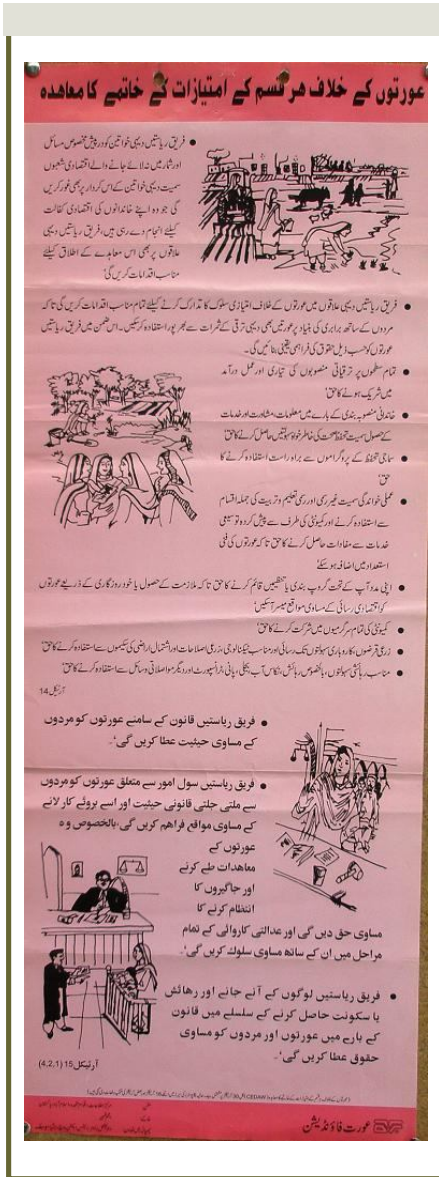 عورتوں کے خلاف ہر قسم کے امتیازات کے خاتمے کا معاہدہ
• فریق ریاستیں دیہی خواتین کو درپیش مخصوص مسائل
اور شمار میں نہ لائے جانے والے اقتصادی شعبوں
سمیت دیہی خواتین کے اس کردار پر بھی غور کریں
گی جو وہ اپنے خاندانوں کی اقتصادی کفالت
کیلئے انجام دے رہی ہیں، فریق ریاستیں دیہی
علاقوں پر بھی اس معاہدے کے اطلاق کیلئے
مناسب اقدامات کریں گی‘
• فریق ریاستیں دیہی علاقوں میں عورتوں کے خلاف امتیازی سلوک کا تدارک کرنے کیلئے تمام مناسب اقدامات کریں گی تاکہ
مردوں کے ساتھ برابری کی بنیاد پر عورتیں بھی دیہی ترقی کے ثمرات سے بھرپور استفادہ کر سکیں۔ اس ضمن میں فریق ریاستیں
عورتوں کو حسب ذیل حقوق کی فراہمی یقینی بنائیں گی۔
• تمام سطحوں پر ترقیاتی منصوبوں کی تیاری اور عمل درآمد
میں شریک ہونے کا حق‘
• خاندانی منصوبہ بندی کے بارے میں معلومات، مشاورت اور خدمات
کے حصول سمیت تحفظ صحت کی خاطر خواہ سہولتیں حاصل کرنے کا حق‘
• سماجی تحفظ کے پروگراموں سے براہ راست استفادہ کرنے کا
حق‘
• عملی خواندگی سمیت غیر رسمی اور رسمی تعلیم و تربیت کی جملہ اقسام
سے استفادہ کرنے اور کمیونٹی کی طرف سے پیش کردہ توسیعی
خدمات سے مفادات حاصل کرنے کا حق تاکہ عورتوں کی فنی
استعداد میں اضافہ ہو سکے‘
• اپنی مدد آپ کے تحت گروپ بندی یا تنظیمیں قائم کرنے کا حق تاکہ ملازمت کے حصول یا خود روزگاری کے ذریعے عورتوں
کو اقتصادی رسائی کے مساوی مواقع میسر آ سکیں‘
• کمیونٹی کی تمام سرگرمیوں میں شرکت کرنے کا حق‘
• زرعی قرضوں، کاروباری سہولتوں تک رسائی اور مناسب ٹیکنالوجی، زرعی اصلاحات اور اشتمال اراضی کی سکیموں سے استفادہ کرنے کا حق‘
• مناسب رہائشی سہولتوں، بالخصوص رہائش، نکاس آب، بجلی، پانی، ٹرانسپورٹ اور دیگر مواصلاتی وسائل سے استفادہ کرنے کا حق‘
آرٹیکل 14
• فریق ریاستیں قانون کے سامنے عورتوں کو مردوں
کے مساوی حیثیت عطا کریں گی‘۔
• فریق ریاستیں سول امور سے متعلق عورتوں کو مردوں
سے ملتی جلتی قانونی حیثیت اور اسے بروئے کار لانے
کے مساوی مواقع فراہم کریں گی، بالخصوص وہ
عورتوں کے
معاہدات طے کرنے
اور جاگیروں کا
انتظام کرنے کا
مساوی حق دیں گی اور عدالتی کاروائی کے تمام
مراحل میں ان کے ساتھ مساوی سلوک کریں گی‘۔
• فریق ریاستیں لوگوں کے آنے جانے اور رہائش
یا سکونت حاصل کرنے کے سلسلے میں قانون
کے بارے میں عورتوں اور مردوں کو مساوی
حقوق عطا کریں گی‘۔
آرٹیکل 15 (4,2,1)
عورت فاؤنڈیشن